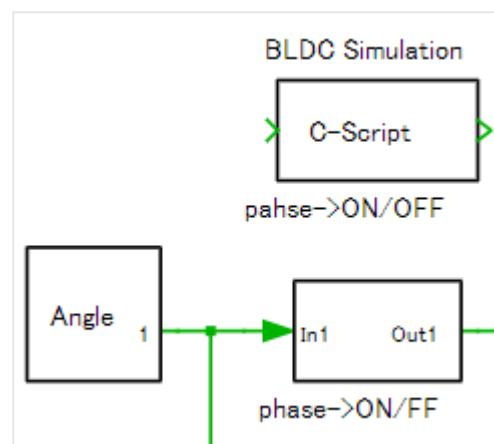 BLDC Simulation
C-Script
pahse->ON/OFF
Angle
1
In1
Out1
phase->ON/FF